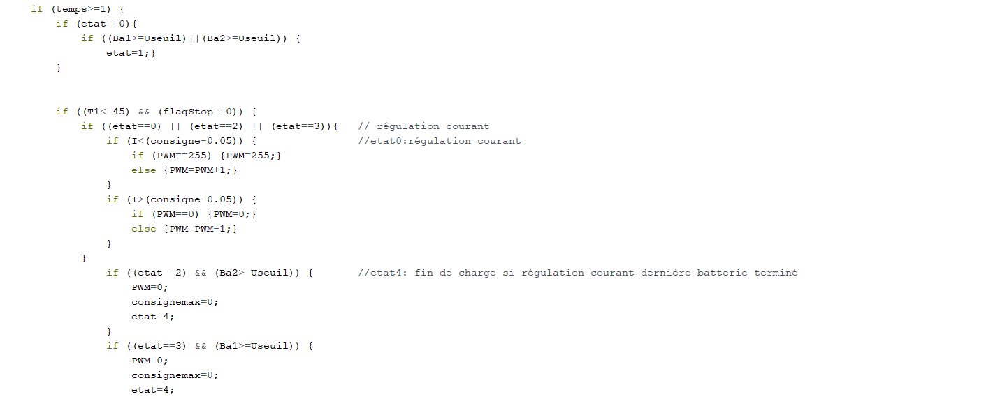 if (temps>=1) {
if (etat==0){
if ((Ba1>=Useuil)||(Ba2>=Useuil)) {
etat=1;}
}
if ((T1<=45) && (flagStop==0)) {
if ((etat==0) || (etat==2) || (etat==3)){ // régulation courant
if (I<(consigne-0.05)) { //etat0:régulation courant
if (PWM==255) {PWM=255;}
else {PWM=PWM+1;}
}
if (I>(consigne-0.05)) {
if (PWM==0) {PWM=0;}
else {PWM=PWM-1;}
}
}
if ((etat==2) && (Ba2>=Useuil)) { //etat4: fin de charge si régulation courant dernière batterie terminé
PWM=0;
consignemax=0;
etat=4;
}
if ((etat==3) && (Ba1>=Useuil)) {
PWM=0;
consignemax=0;
etat=4;